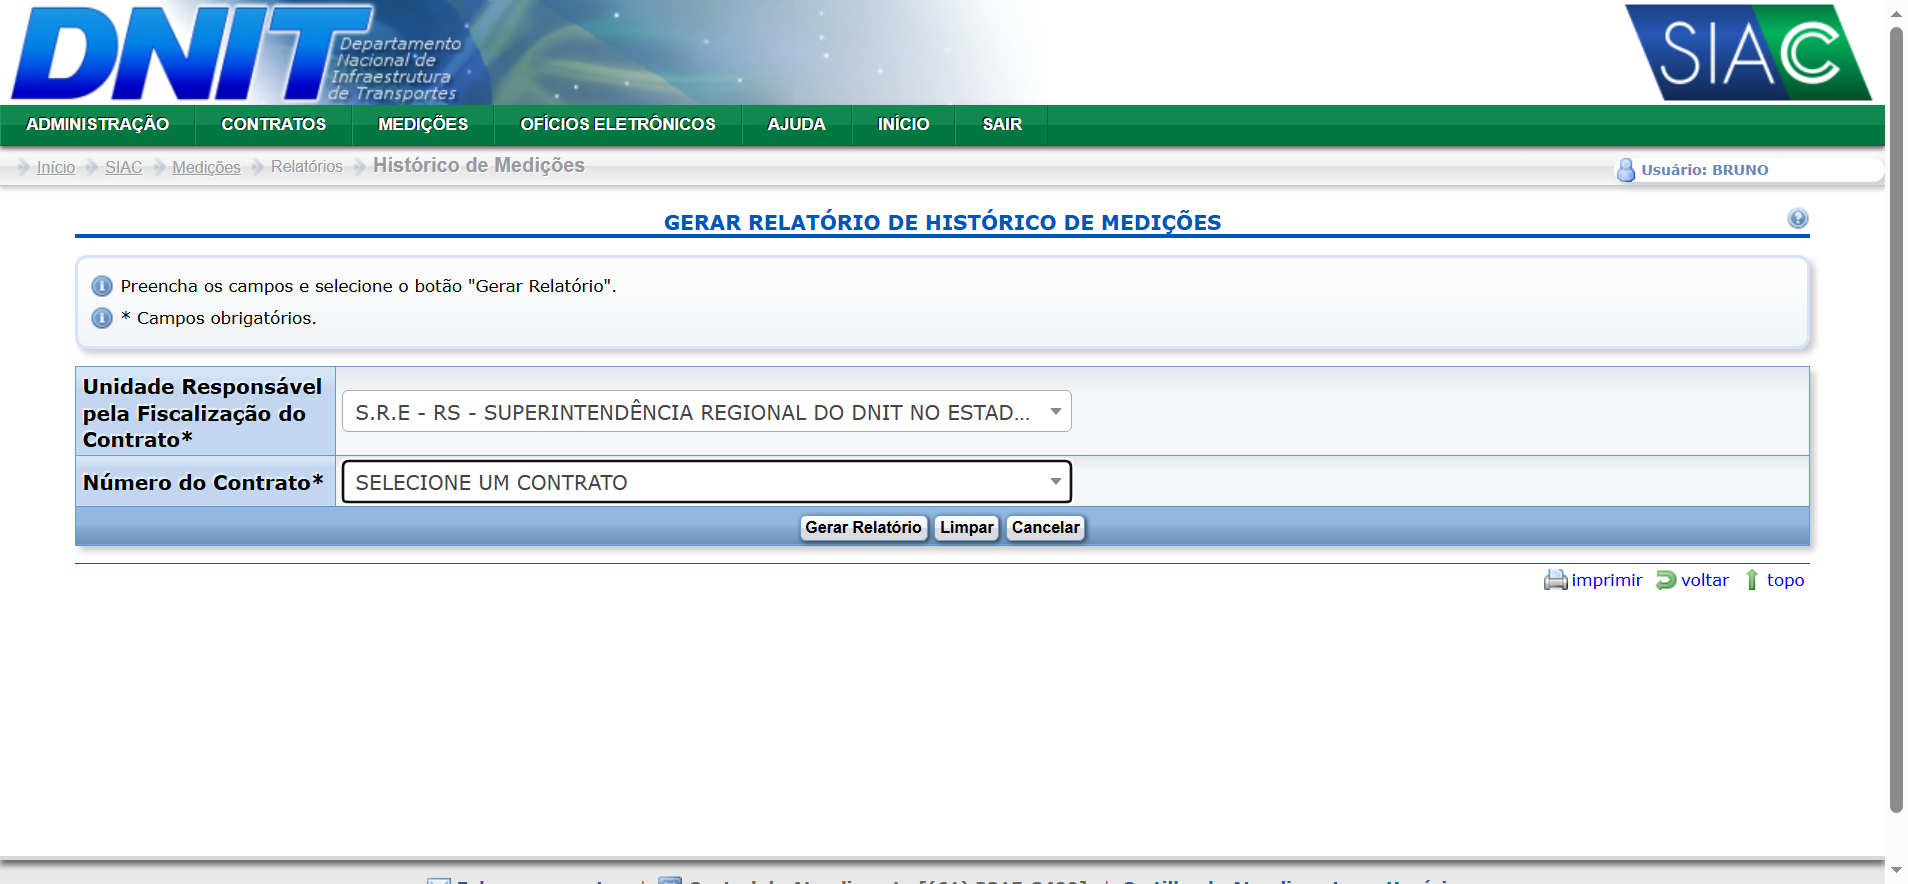 DNIT
Departamento
Nacional de
Infraestrutura
de Transportes
SIAC
ADMINISTRAÇÃO CONTRATOS MEDIÇÕES OFÍCIOS ELETRÔNICOS AJUDA INÍCIO SAIR
Início SIAC Medições Relatórios Histórico de Medições
Usuário: BRUNO
GERAR RELATÓRIO DE HISTÓRICO DE MEDIÇÕES
Preencha os campos e selecione o botão "Gerar Relatório".
* Campos obrigatórios.
Unidade Responsável
pela Fiscalização do
Contrato*
S.R.E - RS - SUPERINTENDÊNCIA REGIONAL DO DNIT NO ESTAD...
Número do Contrato*
SELECIONE UM CONTRATO
Gerar Relatório Limpar Cancelar
imprimir voltar topo